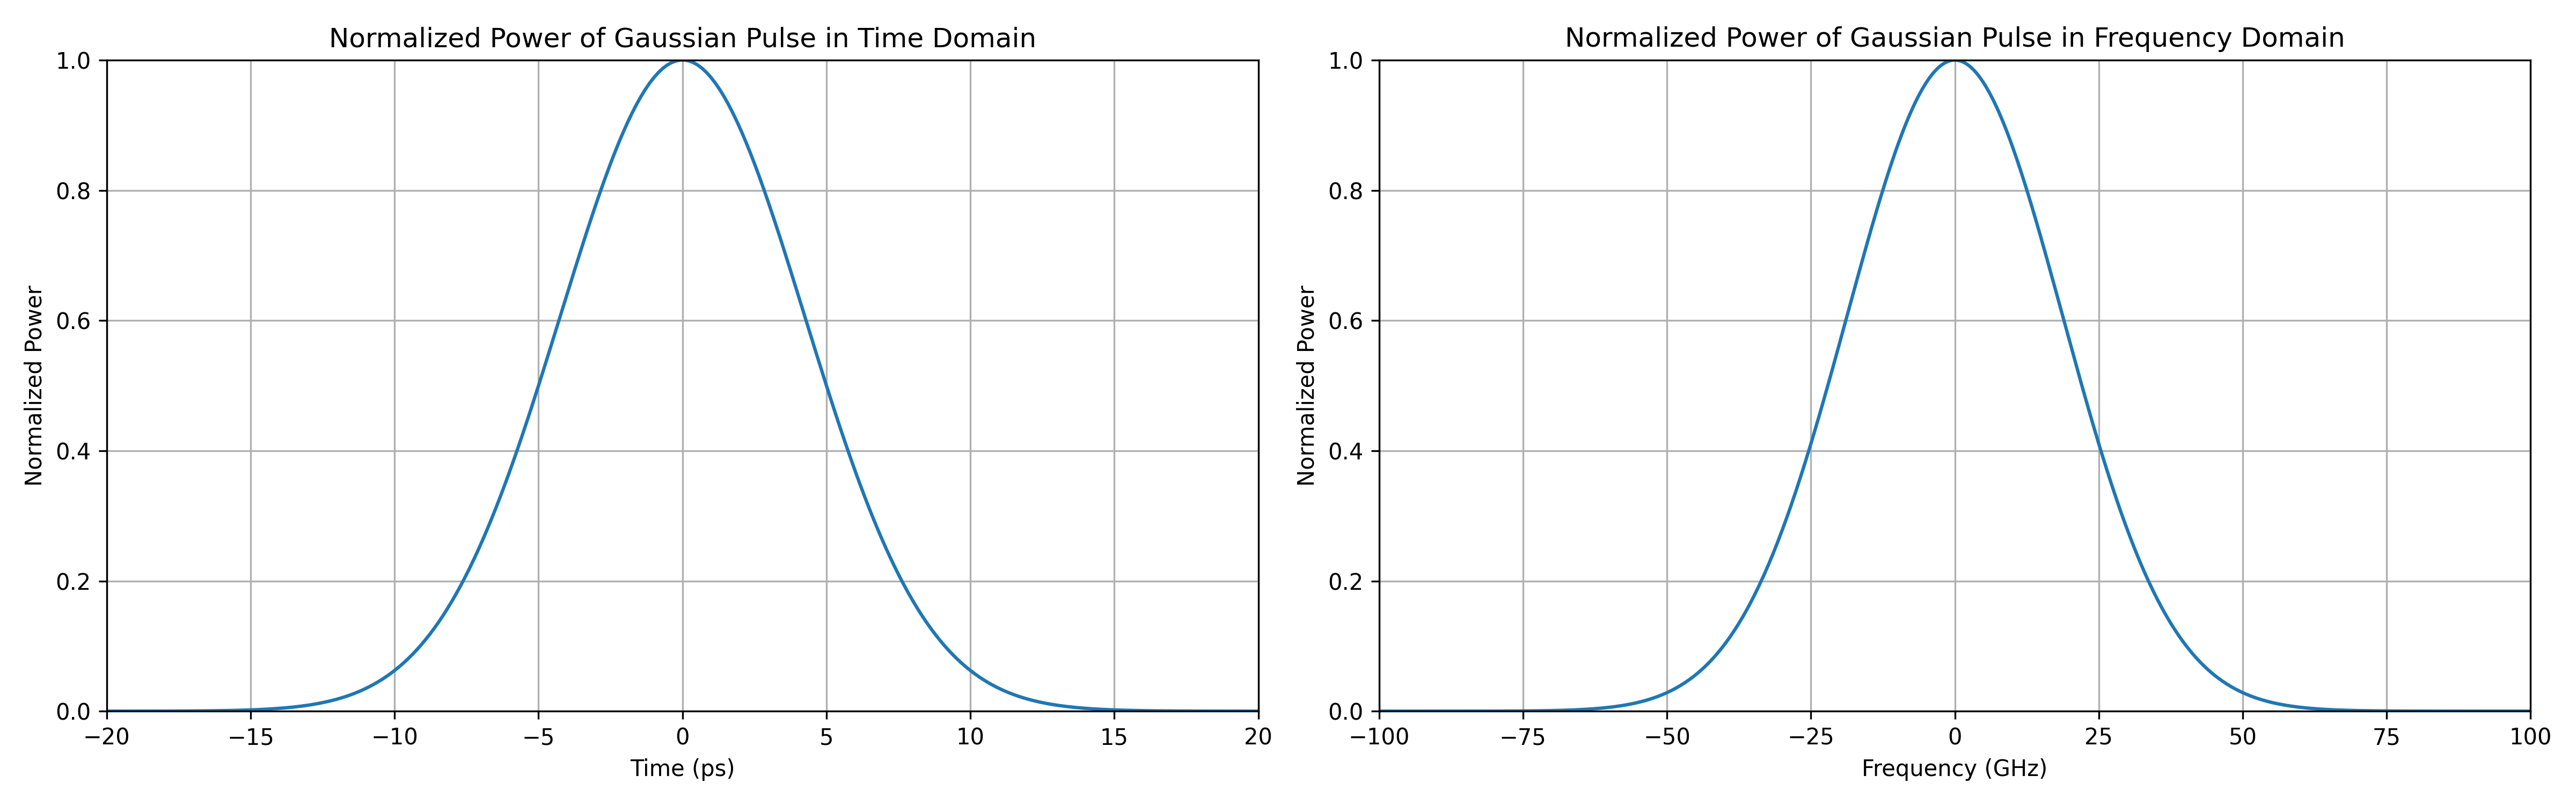 Normalized Power of Gaussian Pulse in Time Domain
1.0
0.8
0.6
0.4
0.2
0.0
Normalized Power
−20 −15 −10 −5 0 5 10 15 20
Time (ps)
Normalized Power of Gaussian Pulse in Frequency Domain
1.0
0.8
0.6
0.4
0.2
0.0
Normalized Power
−100 −75 −50 −25 0 25 50 75 100
Frequency (GHz)